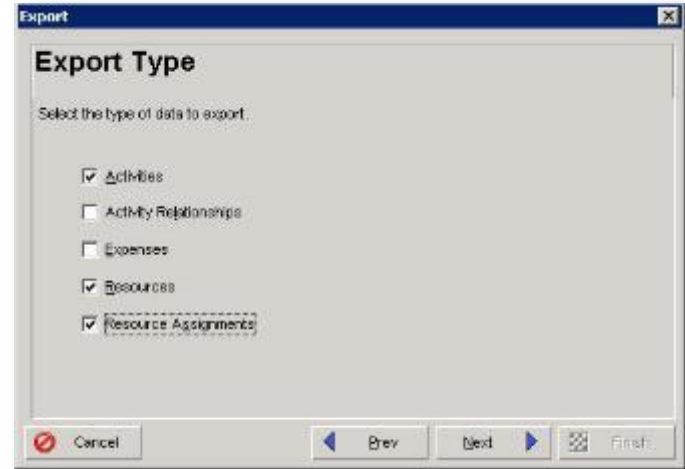 Export
Export Type
Select the type of data to export.
Activities
Activity Relationships
Expenses
Resources
Resource Assignments
Cancel
Prev
Next
Finish